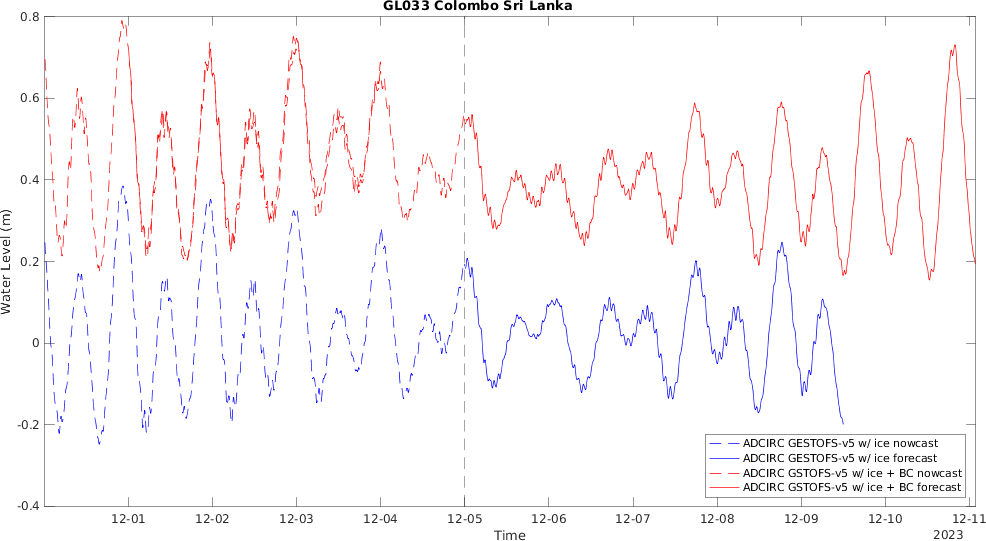 GL033 Colombo Sri Lanka
0.8
0.6
0.4
0.2
0
-0.2
-0.4
Water Level (m)
ADCIRC GESTOFS-v5 w/ ice nowcast
ADCIRC GESTOFS-v5 w/ ice forecast
ADCIRC GSTOFS-v5 w/ ice + BC nowcast
ADCIRC GSTOFS-v5 w/ ice + BC forecast
12-01 12-02 12-03 12-04 12-05 12-06 12-07 12-08 12-09 12-10 12-11
Time
2023